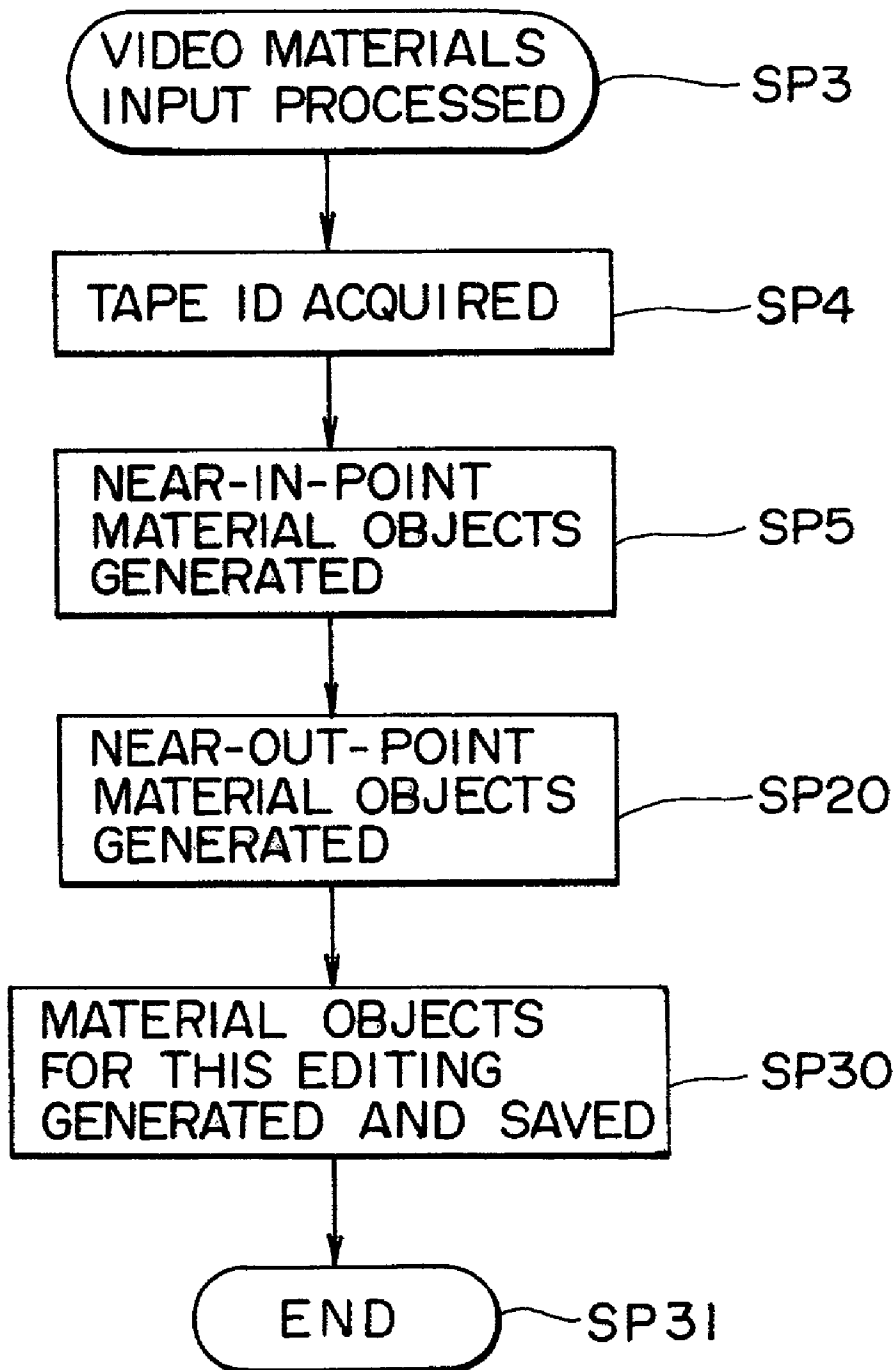 VIDEO MATERIALS
INPUT PROCESSED
SP3
TAPE ID ACQUIRED
SP4
NEAR-IN-POINT
MATERIAL OBJECTS
GENERATED
SP5
NEAR-OUT-POINT
MATERIAL OBJECTS
GENERATED
SP20
MATERIAL OBJECTS
FOR THIS EDITING
GENERATED AND SAVED
SP30
END
SP31